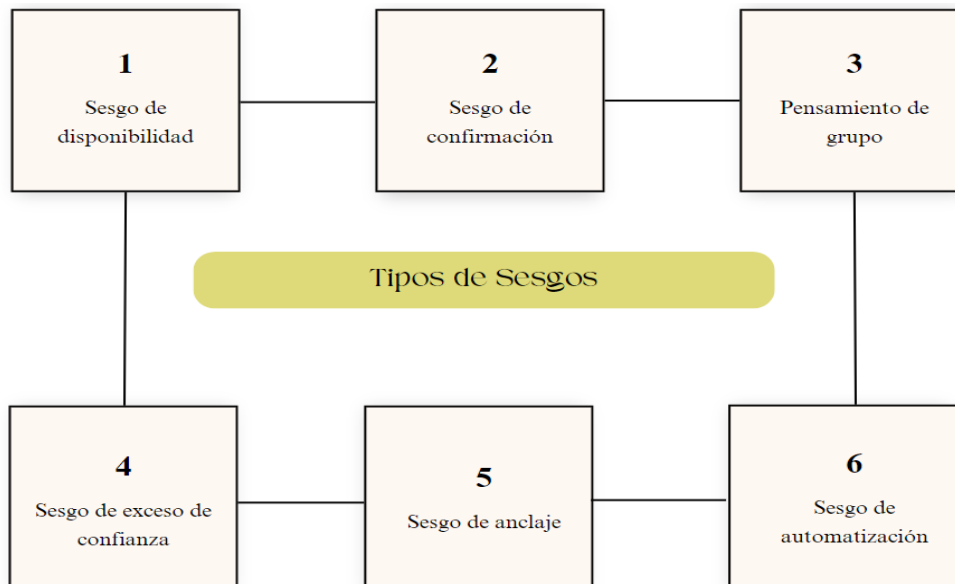 1
Sesgo de
disponibilidad
2
Sesgo de
confirmación
3
Pensamiento de
grupo
Tipos de Sesgos
4
Sesgo de exceso de
confianza
5
Sesgo de anclaje
6
Sesgo de
automatización